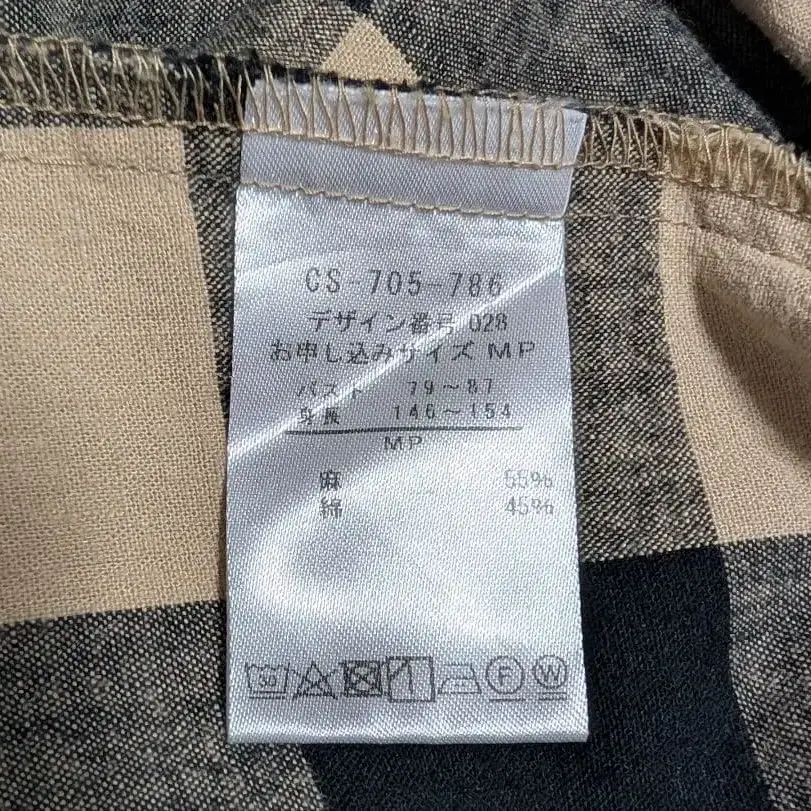 CS-705-786
デザイン番号 028
お申し込みサイズ MP
バスト 79～87
身長 146～154
MP
麻 55%
綿 45%
30 F W